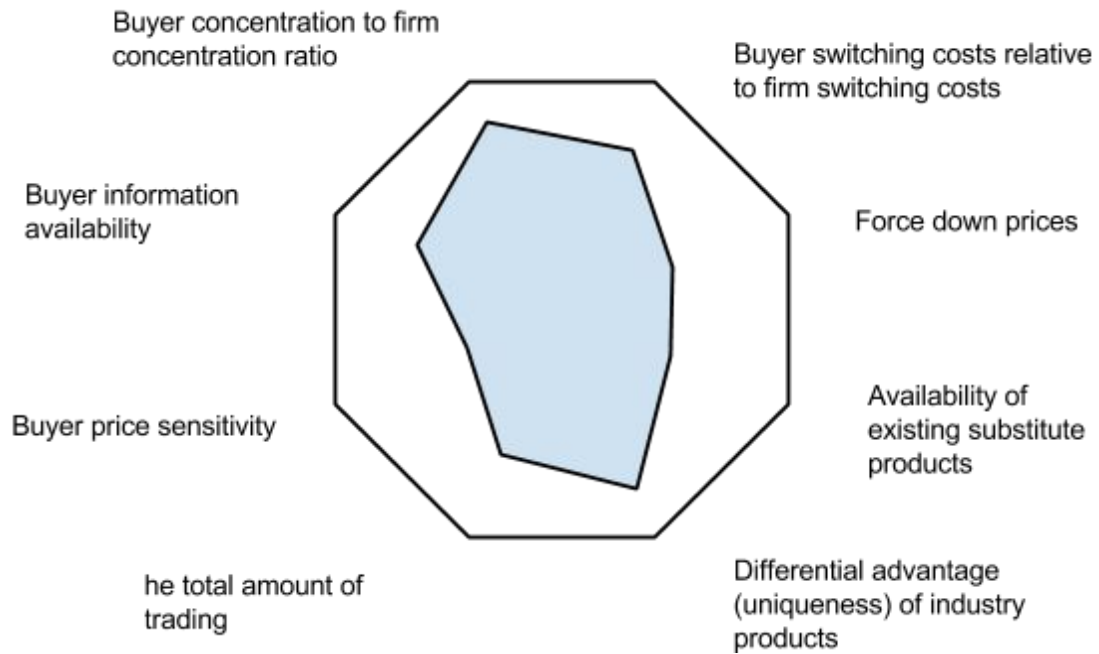 Buyer concentration to firm
concentration ratio
Buyer switching costs relative
to firm switching costs
Buyer information
availability
Force down prices
Buyer price sensitivity
Availability of
existing substitute
products
he total amount of
trading
Differential advantage
(uniqueness) of industry
products